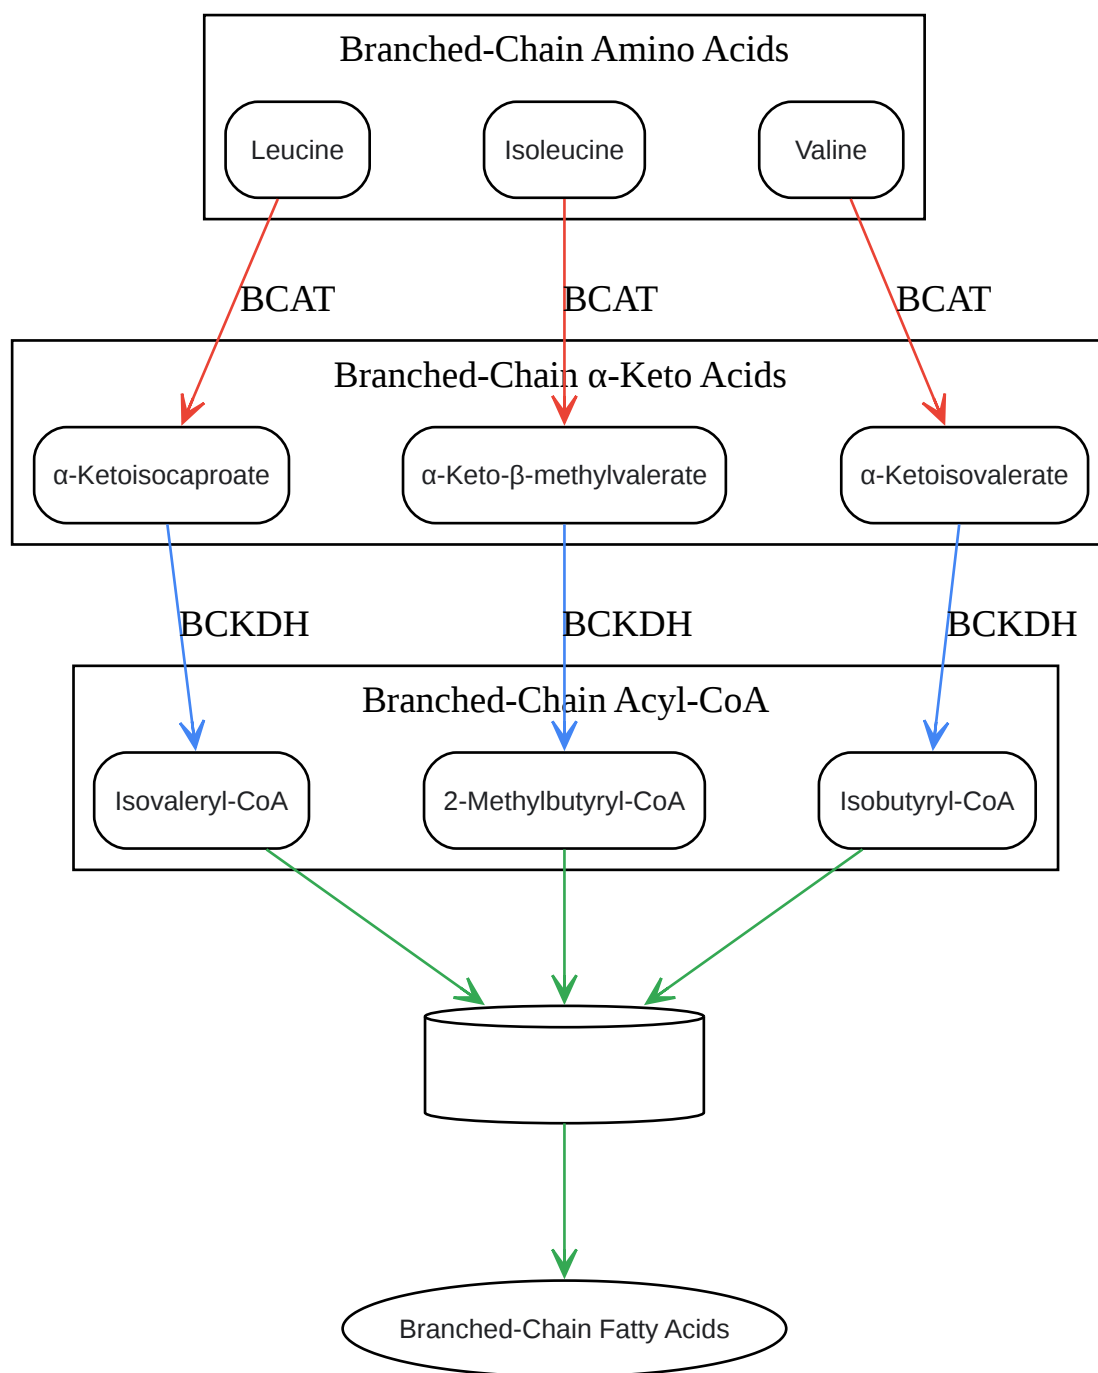 Branched-Chain Amino Acids
Leucine
Isoleucine
Valine
BCAT
BCAT
BCAT
Branched-Chain α-Keto Acids
α-Ketoisocaproate
α-Keto-β-methylvalerate
α-Ketoisovalerate
BCKDH
BCKDH
BCKDH
Branched-Chain Acyl-CoA
Isovaleryl-CoA
2-Methylbutyryl-CoA
Isobutyryl-CoA
Branched-Chain Fatty Acids